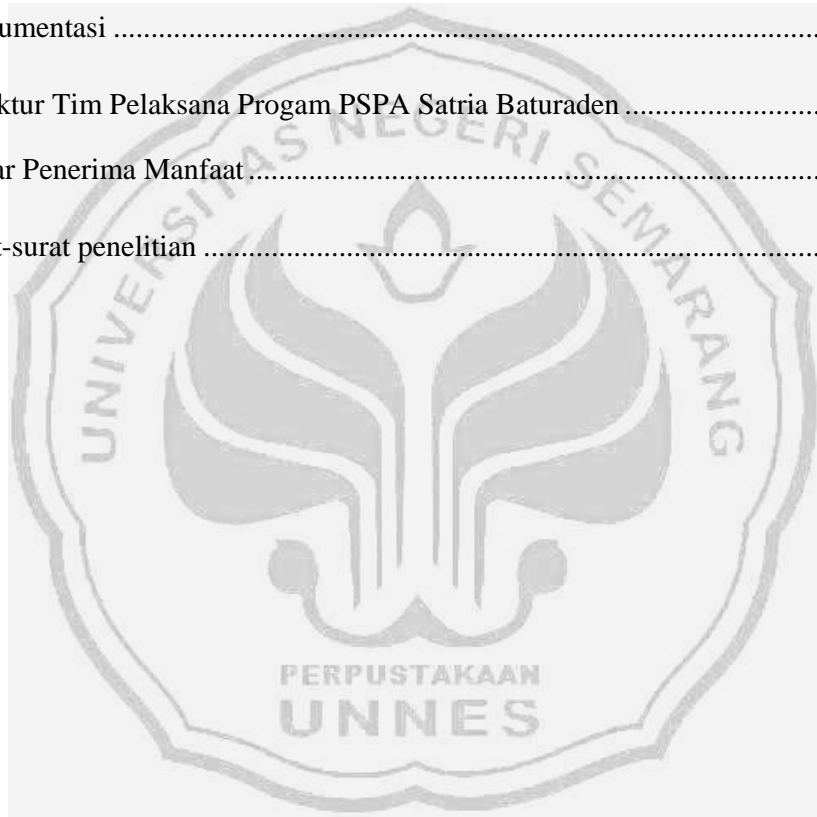 umentasi ....................................................................................
ktur Tim Pelaksana Progam PSPA Satria Baturaden ....................
ar Penerima Manfaat ................................................................
t-surat penelitian ......................................................................
UNIVERSITAS NEGERI SEMARANG
PERPUSTAKAAN
UNNES